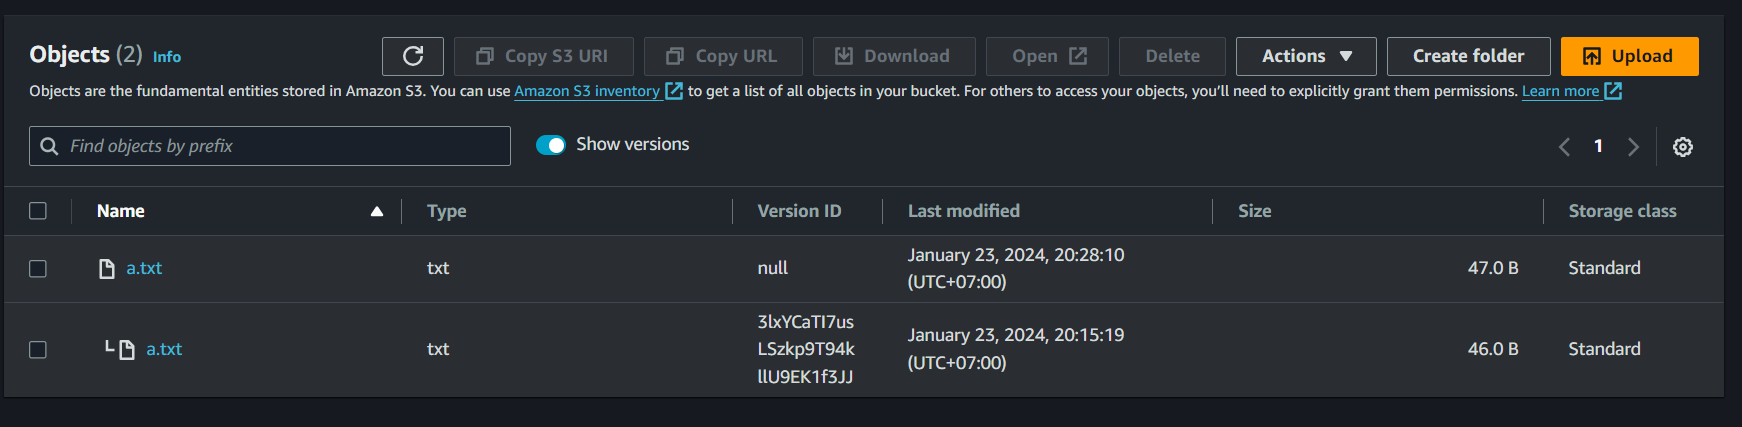 Objects (2) Info Copy S3 URI Copy URL Download Open Delete Actions Create folder Upload
Objects are the fundamental entities stored in Amazon S3. You can use Amazon S3 inventory to get a list of all objects in your bucket. For others to access your objects, you'll need to explicitly grant them permissions. Learn more
Find objects by prefix Show versions 1
Name Type Version ID Last modified Size Storage class
a.txt txt null January 23, 2024, 20:28:10 (UTC+07:00) 47.0 B Standard
a.txt txt 3lxYCaTI7us January 23, 2024, 20:15:19 46.0 B Standard
LSzkp9T94k (UTC+07:00)
llU9EK1f3JJ